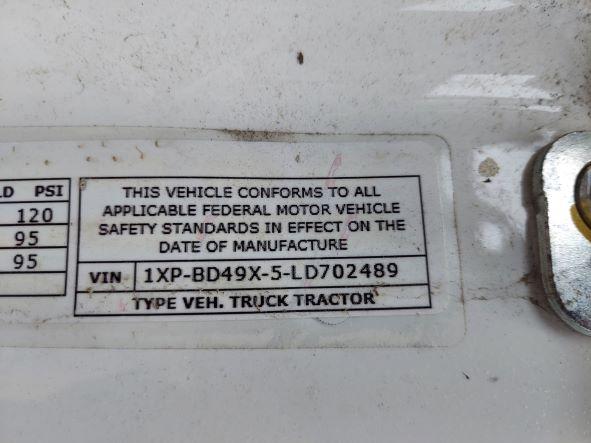 LD PSI
120
95
95
THIS VEHICLE CONFORMS TO ALL
APPLICABLE FEDERAL MOTOR VEHICLE
SAFETY STANDARDS IN EFFECT ON THE
DATE OF MANUFACTURE
VIN 1XP-BD49X-5-LD702489
TYPE VEH. TRUCK TRACTOR